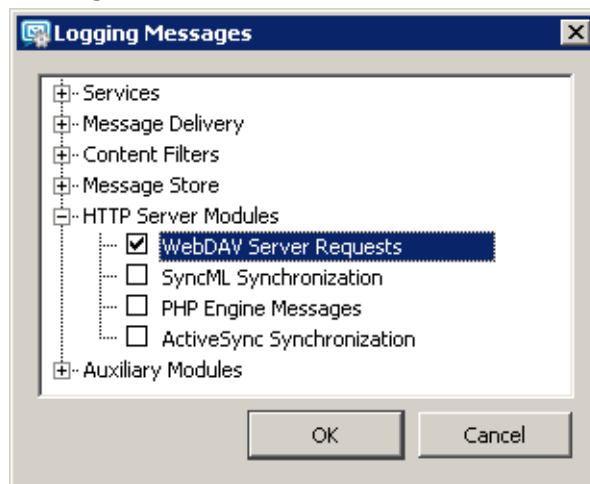 Logging Messages
Services
Message Delivery
Content Filters
Message Store
HTTP Server Modules
WebDAV Server Requests
SyncML Synchronization
PHP Engine Messages
ActiveSync Synchronization
Auxiliary Modules
OK Cancel